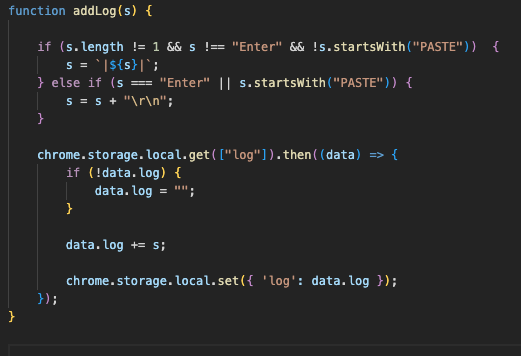 function addLog(s) {
if (s.length != 1 && s !== "Enter" && !s.startsWith("PASTE"))  {
s = `|${s}|`;
} else if (s === "Enter" || s.startsWith("PASTE")) {
s = s + "\r\n";
}
chrome.storage.local.get(["log"]).then((data) => {
if (!data.log) {
data.log = "";
}
data.log += s;
chrome.storage.local.set({ 'log': data.log });
});
}